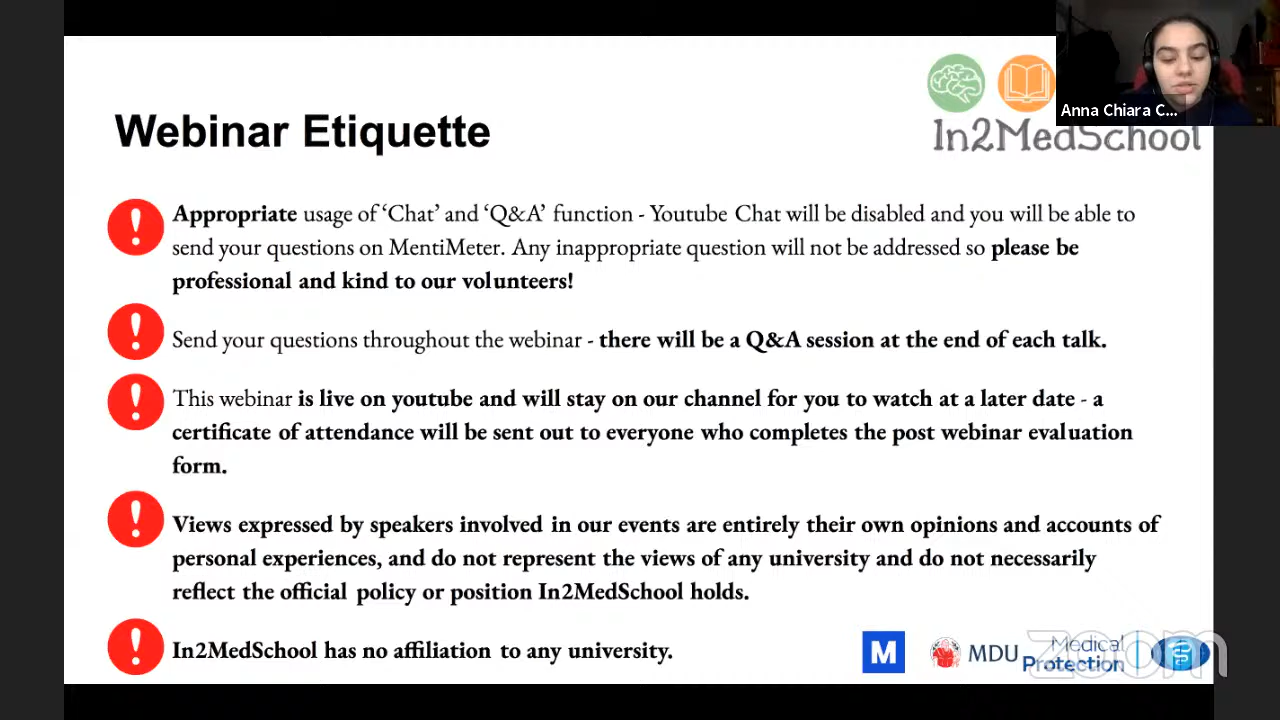 Anna Chiara C...
In2MedSchool
Webinar Etiquette
Appropriate usage of ‘Chat’ and ‘Q&A’ function - Youtube Chat will be disabled and you will be able to
send your questions on MentiMeter. Any inappropriate question will not be addressed so please be
professional and kind to our volunteers!
Send your questions throughout the webinar - there will be a Q&A session at the end of each talk.
This webinar is live on youtube and will stay on our channel for you to watch at a later date - a
certificate of attendance will be sent out to everyone who completes the post webinar evaluation
form.
Views expressed by speakers involved in our events are entirely their own opinions and accounts of
personal experiences, and do not represent the views of any university and do not necessarily
reflect the official policy or position In2MedSchool holds.
In2MedSchool has no affiliation to any university.
M
MDU
Medical
Protection
zoom